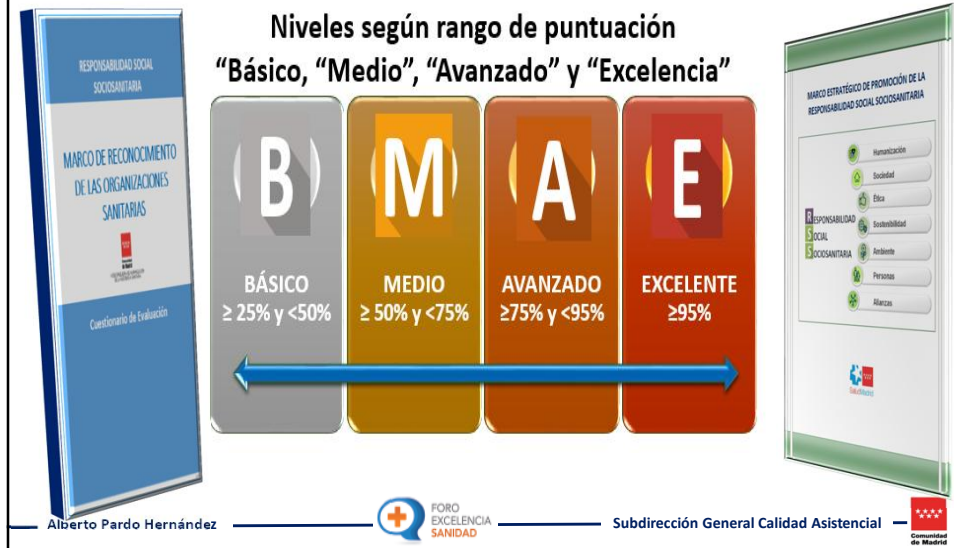 Niveles según rango de puntuación
“Básico, “Medio”, “Avanzado” y “Excelencia”
RESPONSABILIDAD SOCIAL
SOCIOSANITARIA
MARCO DE RECONOCIMIENTO
DE LAS ORGANIZACIONES
SANITARIAS
Cuestionario de Evaluación
B
BÁSICO
≥ 25% y <50%
M
MEDIO
≥ 50% y <75%
A
AVANZADO
≥75% y <95%
E
EXCELENTE
≥95%
MARCO ESTRATÉGICO DE PROMOCIÓN DE LA
RESPONSABILIDAD SOCIAL SOCIOSANITARIA
RESPONSABILIDAD
SOCIAL
SOCIOSANITARIA
Humanización
Sociedad
Ética
Sostenibilidad
Ambiente
Personas
Alianzas
SaludMadrid
Alberto Pardo Hernández
FORO
EXCELENCIA
SANIDAD
Subdirección General Calidad Asistencial
Comunidad
de Madrid